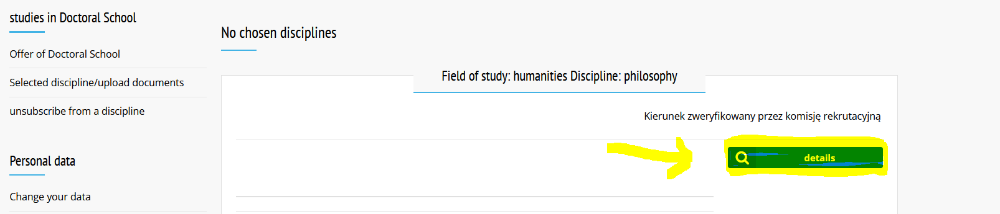 studies in Doctoral School
Offer of Doctoral School
Selected discipline/upload documents
unsubscribe from a discipline
Personal data
Change your data
No chosen disciplines
Field of study: humanities Discipline: philosophy
Kierunek zweryfikowany przez komisję rekrutacyjną
details